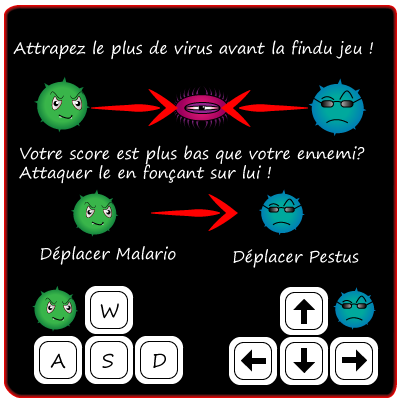 Attrapez le plus de virus avant la findu jeu !
Votre score est plus bas que votre ennemi?
Attaquer le en fonçant sur lui !
Déplacer Malario
Déplacer Pestus
W
A S D